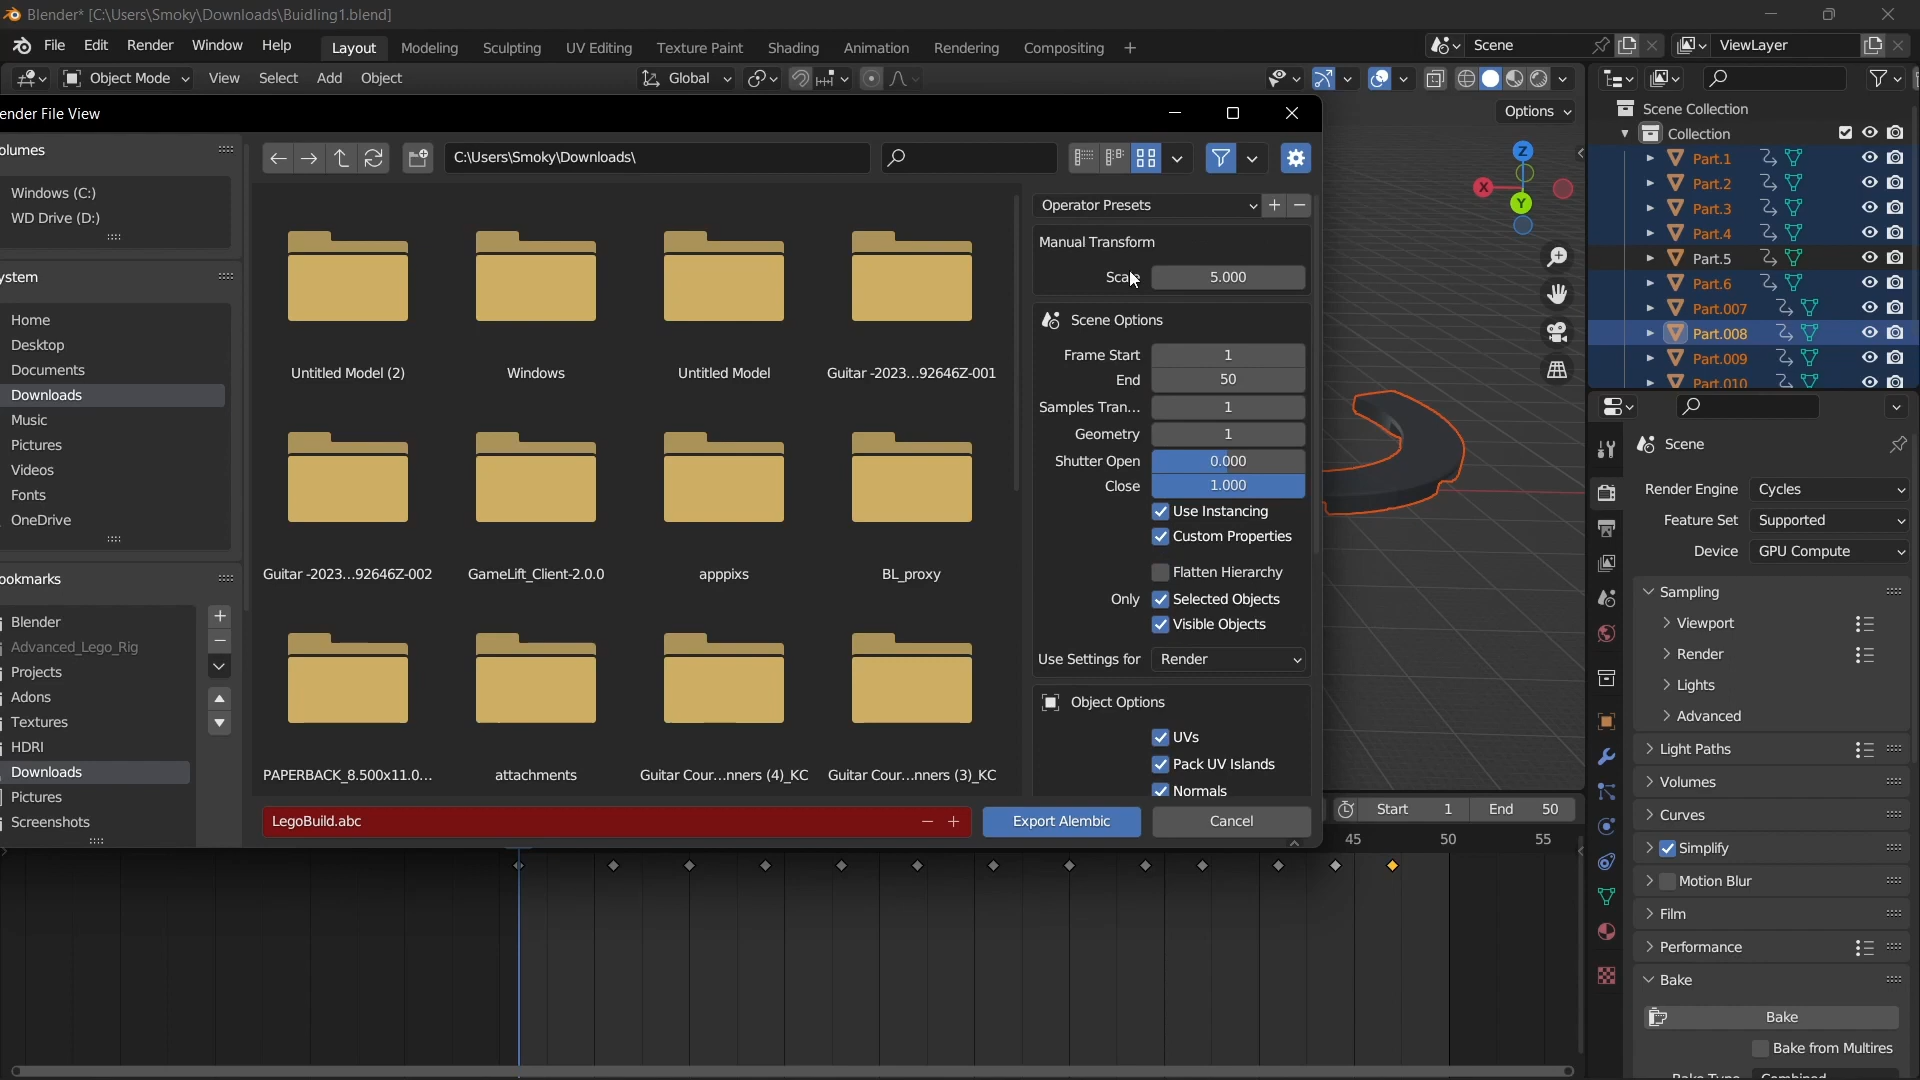 Blender* [C:\Users\Smoky\Downloads\Buidling1.blend]
File Edit Render Window Help Layout Modeling Sculpting UV Editing Texture Paint Shading Animation Rendering Compositing + Scene ViewLayer
Object Mode View Select Add Object Global
ender File View
Options
Z
X
Y
Scene Collection
Collection
Part.1
Part.2
Part.3
Part.4
Part.5
Part.6
Part.007
Part.008
Part.009
Part.010
olumes
Windows (C:)
WD Drive (D:)
ystem
Home
Desktop
Documents
Downloads
Music
Pictures
Videos
Fonts
OneDrive
ookmarks
Blender
Advanced_Lego_Rig
Projects
Adons
Textures
HDRI
Downloads
Pictures
Screenshots
C:\Users\Smoky\Downloads\
Untitled Model (2) Windows Untitled Model Guitar -2023...92646Z-001
Guitar -2023...92646Z-002 GameLift_Client-2.0.0 apppixs BL_proxy
PAPERBACK_8.500x11.0... attachments Guitar Cour...nners (4)_KC Guitar Cour...nners (3)_KC
LegoBuild.abc
Export Alembic
Cancel
Operator Presets
Manual Transform
Scale 5.000
Scene Options
Frame Start 1
End 50
Samples Tran... 1
Geometry 1
Shutter Open 0.000
Close 1.000
Use Instancing
Custom Properties
Flatten Hierarchy
Only Selected Objects
Visible Objects
Use Settings for Render
Object Options
UVs
Pack UV Islands
Normals
Start 1 End 50
45 50 55
Scene
Render Engine Cycles
Feature Set Supported
Device GPU Compute
Sampling
Viewport
Render
Lights
Advanced
Light Paths
Volumes
Curves
Simplify
Motion Blur
Film
Performance
Bake
Bake
Bake from Multires
Bake Type Combined